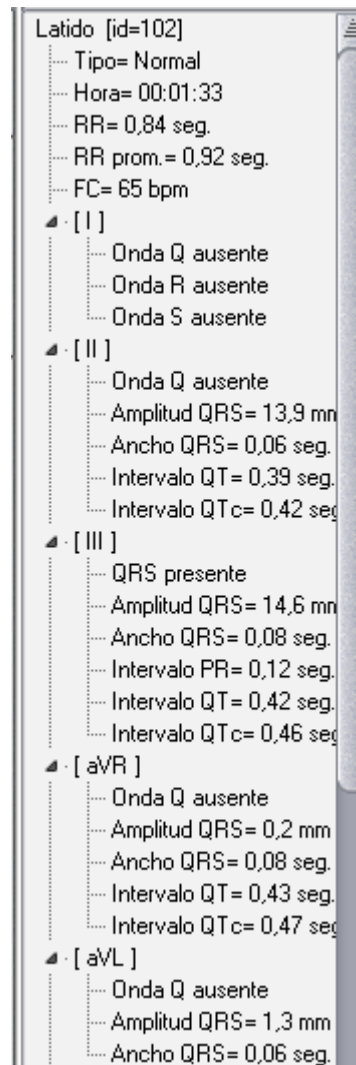 Latido [id=102]
Tipo= Normal
Hora= 00:01:33
RR= 0,84 seg.
RR prom.= 0,92 seg.
FC= 65 bpm
[ I ]
Onda Q ausente
Onda R ausente
Onda S ausente
[ II ]
Onda Q ausente
Amplitud QRS= 13,9 mm
Ancho QRS= 0,06 seg.
Intervalo QT= 0,39 seg.
Intervalo QTc= 0,42 seg
[ III ]
QRS presente
Amplitud QRS= 14,6 mm
Ancho QRS= 0,08 seg.
Intervalo PR= 0,12 seg.
Intervalo QT= 0,42 seg.
Intervalo QTc= 0,46 seg
[ aVR ]
Onda Q ausente
Amplitud QRS= 0,2 mm
Ancho QRS= 0,08 seg.
Intervalo QT= 0,43 seg.
Intervalo QTc= 0,47 seg
[ aVL ]
Onda Q ausente
Amplitud QRS= 1,3 mm
Ancho QRS= 0,06 seg.